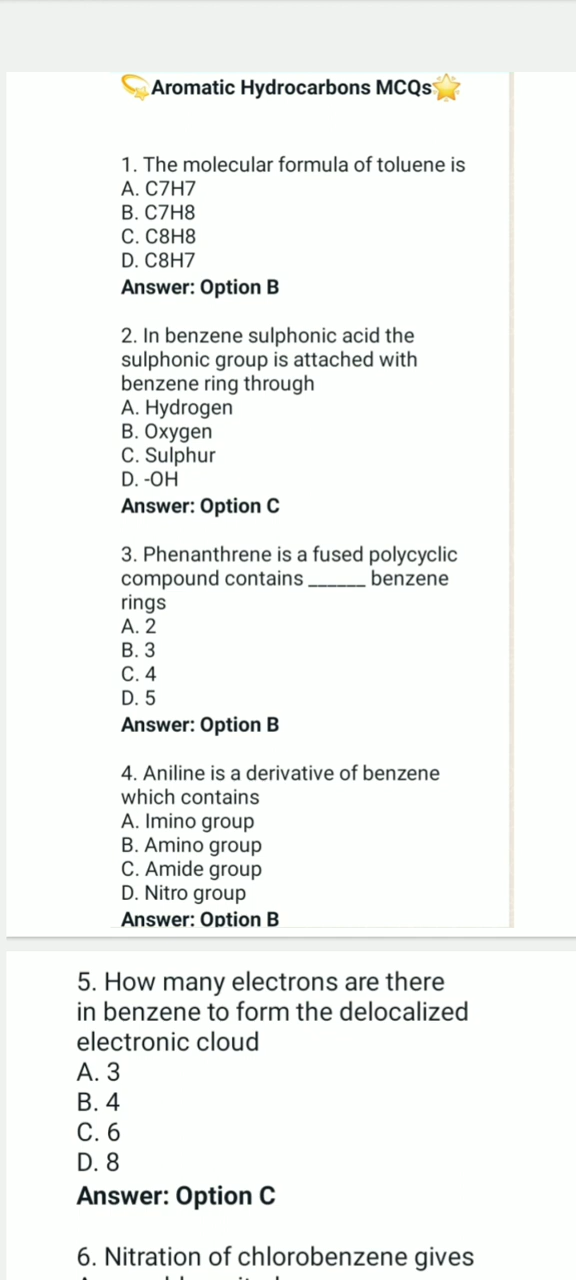 Aromatic Hydrocarbons MCQs
1. The molecular formula of toluene is
A. C7H7
B. C7H8
C. C8H8
D. C8H7
Answer: Option B
2. In benzene sulphonic acid the
sulphonic group is attached with
benzene ring through
A. Hydrogen
B. Oxygen
C. Sulphur
D. -OH
Answer: Option C
3. Phenanthrene is a fused polycyclic
compound contains ______ benzene
rings
A. 2
B. 3
C. 4
D. 5
Answer: Option B
4. Aniline is a derivative of benzene
which contains
A. Imino group
B. Amino group
C. Amide group
D. Nitro group
Answer: Option B
5. How many electrons are there
in benzene to form the delocalized
electronic cloud
A. 3
B. 4
C. 6
D. 8
Answer: Option C
6. Nitration of chlorobenzene gives